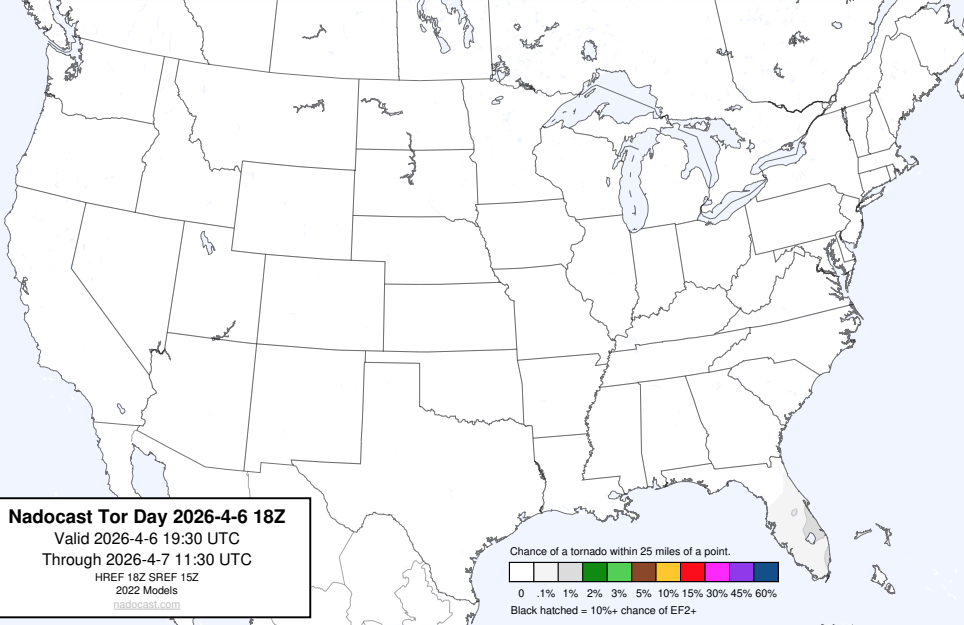 Nadocast Tor Day 2026-4-6 18Z
Valid 2026-4-6 19:30 UTC
Through 2026-4-7 11:30 UTC
HREF 18Z SREF 15Z
2022 Models
nadocast.com
Chance of a tornado within 25 miles of a point.
0 .1% 1% 2% 3% 5% 10% 15% 30% 45% 60%
Black hatched = 10%+ chance of EF2+